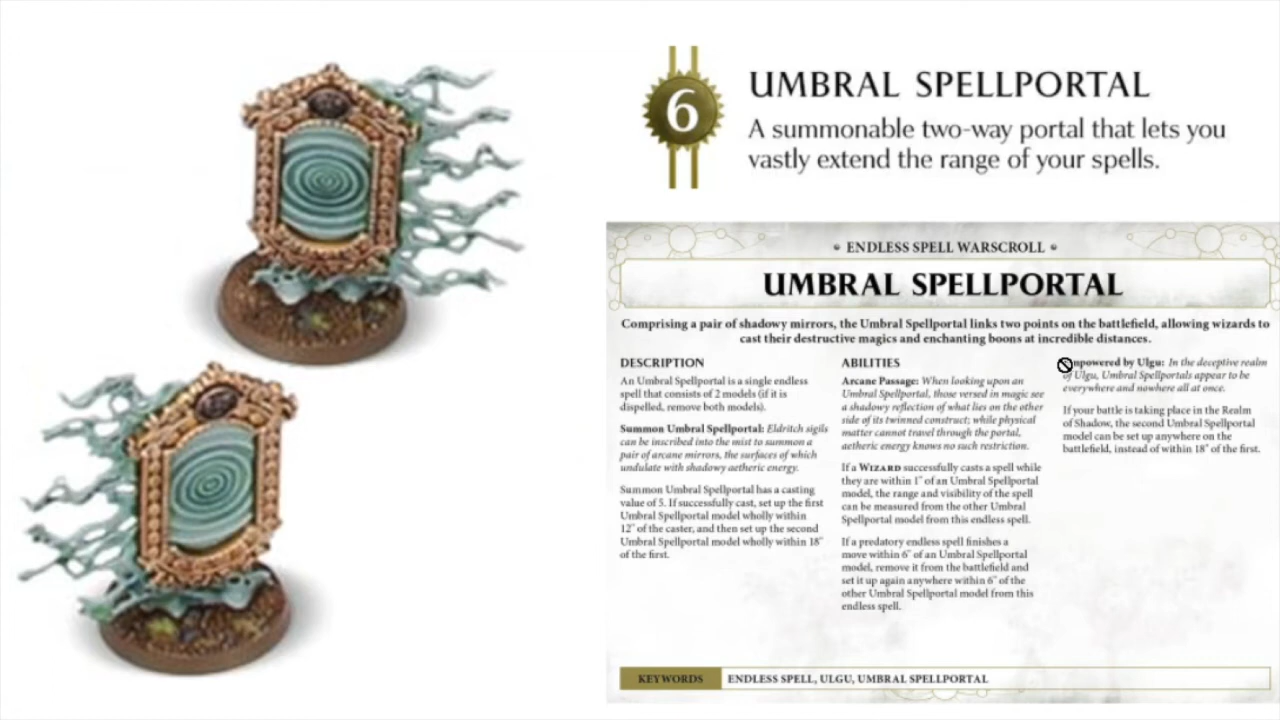 6
UMBRAL SPELLPORTAL
A summonable two-way portal that lets you
vastly extend the range of your spells.
ENDLESS SPELL WARSCROLL
UMBRAL SPELLPORTAL
Comprising a pair of shadowy mirrors, the Umbral Spellportal links two points on the battlefield, allowing wizards to
cast their destructive magics and enchanting boons at incredible distances.
DESCRIPTION
An Umbral Spellportal is a single endless
spell that consists of 2 models (if it is
dispelled, remove both models).
Summon Umbral Spellportal: Eldritch sigils
can be inscribed into the mist to summon a
pair of arcane mirrors, the surfaces of which
undulate with shadowy aetheric energy.
Summon Umbral Spellportal has a casting
value of 5. If successfully cast, set up the first
Umbral Spellportal model wholly within
12" of the caster, and then set up the second
Umbral Spellportal model wholly within 18"
of the first.
ABILITIES
Arcane Passage: When looking upon an
Umbral Spellportal, those versed in magic see
a shadowy reflection of what lies on the other
side of its twinned construct; while physical
matter cannot travel through the portal,
aetheric energy knows no such restriction.
If a WIZARD successfully casts a spell while
they are within 1" of an Umbral Spellportal
model, the range and visibility of the spell
can be measured from the other Umbral
Spellportal model from this endless spell.
If a predatory endless spell finishes a
move within 6" of an Umbral Spellportal
model, remove it from the battlefield and
set it up again anywhere within 6" of the
other Umbral Spellportal model from this
endless spell.
Empowered by Ulgu: In the deceptive realm
of Ulgu, Umbral Spellportals appear to be
everywhere and nowhere all at once.
If your battle is taking place in the Realm
of Shadow, the second Umbral Spellportal
model can be set up anywhere on the
battlefield, instead of within 18" of the first.
KEYWORDS ENDLESS SPELL, ULGU, UMBRAL SPELLPORTAL